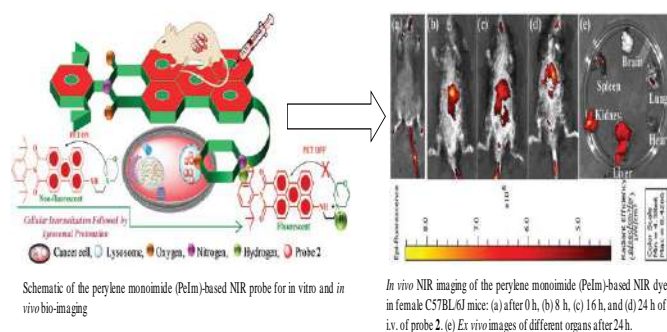 PET ON
PET OFF
Non-fluorescent
Fluorescent
Cellular Internalization Followed by
Lysosomal Protonation
Cancer cell, Lysosome, Oxygen, Nitrogen, Hydrogen, Probe 2
Schematic of the perylene monoimide (PeIm)-based NIR probe for in vitro and in
vivo bio-imaging
(a) (b) (c) (d) (e)
Brain
Spleen
Lung
Kidney
Heart
Liver
Epi-fluorescence
8.0 7.0 6.0 5.0
Radiant Efficiency
Color Scale
In vivo NIR imaging of the perylene monoimide (PeIm)-based NIR dye
in female C57BL/6J mice: (a) after 0 h, (b) 8 h, (c) 16 h, and (d) 24 h of
i.v. of probe 2. (e) Ex vivo images of different organs after 24 h.